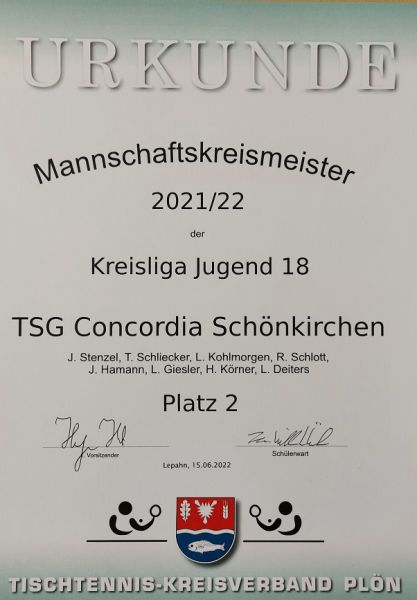 URKUNDE
Mannschaftskreismeister
2021/22
der
Kreisliga Jugend 18
TSG Concordia Schönkirchen
J. Stenzel, T. Schliecker, L. Kohlmorgen, R. Schlott,
J. Hamann, L. Giesler, H. Körner, L. Deiters
Platz 2
Vorsitzender
Schülerwart
Lepahn, 15.06.2022
TISCHTENNIS-KREISVERBAND PLÖN